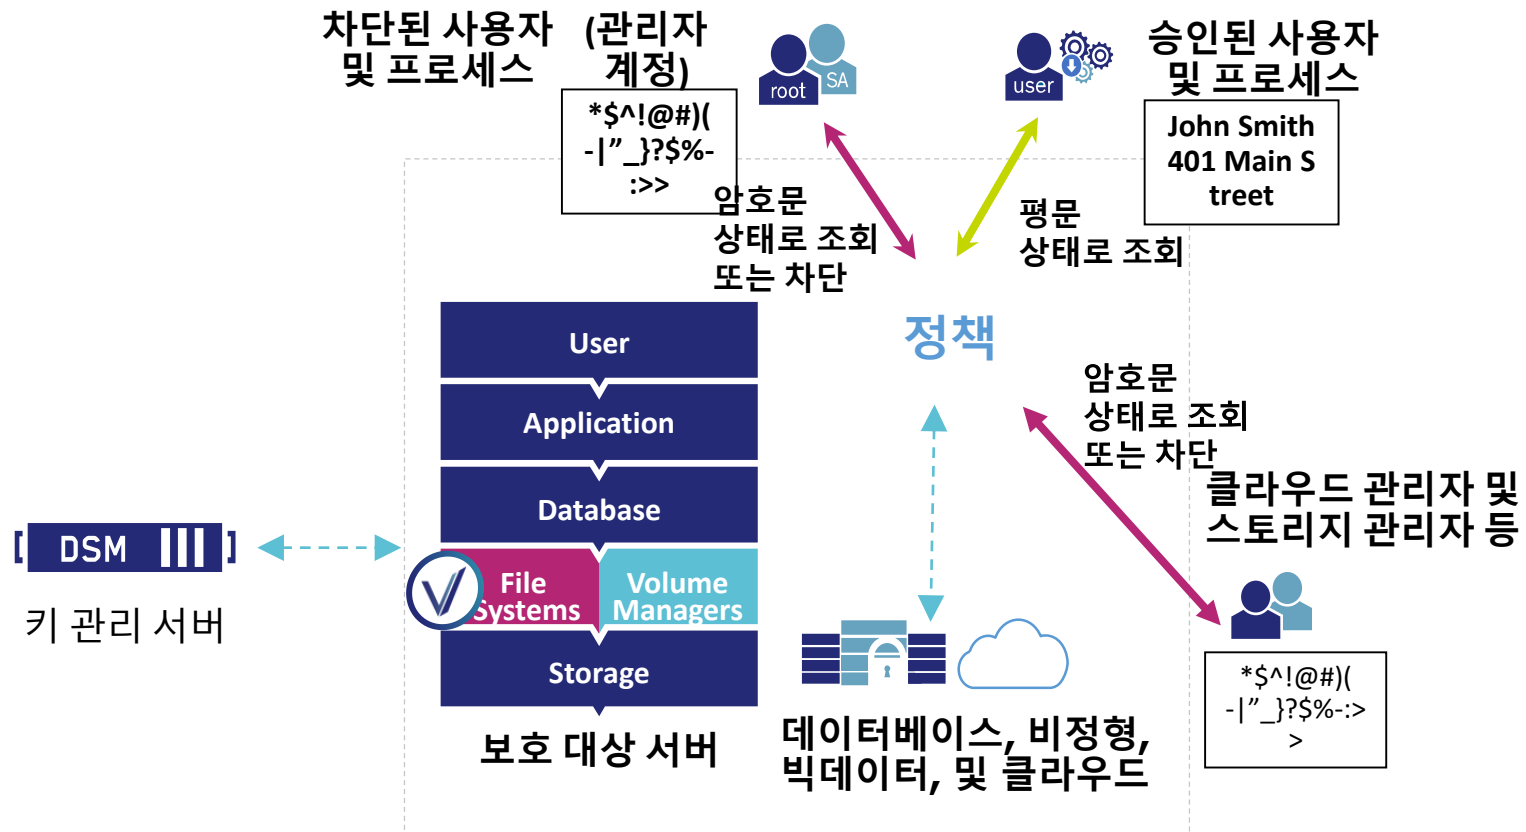 차단된 사용자
및 프로세스
(관리자
계정)
*$^!@#)(
-|”_}?$%-
:>>
root
SA
user
승인된 사용자
및 프로세스
John Smith
401 Main S
treet
암호문
상태로 조회
또는 차단
평문
상태로 조회
정책
User
Application
Database
File
Systems
Volume
Managers
Storage
보호 대상 서버
DSM
키 관리 서버
암호문
상태로 조회
또는 차단
클라우드 관리자 및
스토리지 관리자 등
*$^!@#)(
-|”_}?$%-:>
>
데이터베이스, 비정형,
빅데이터, 및 클라우드